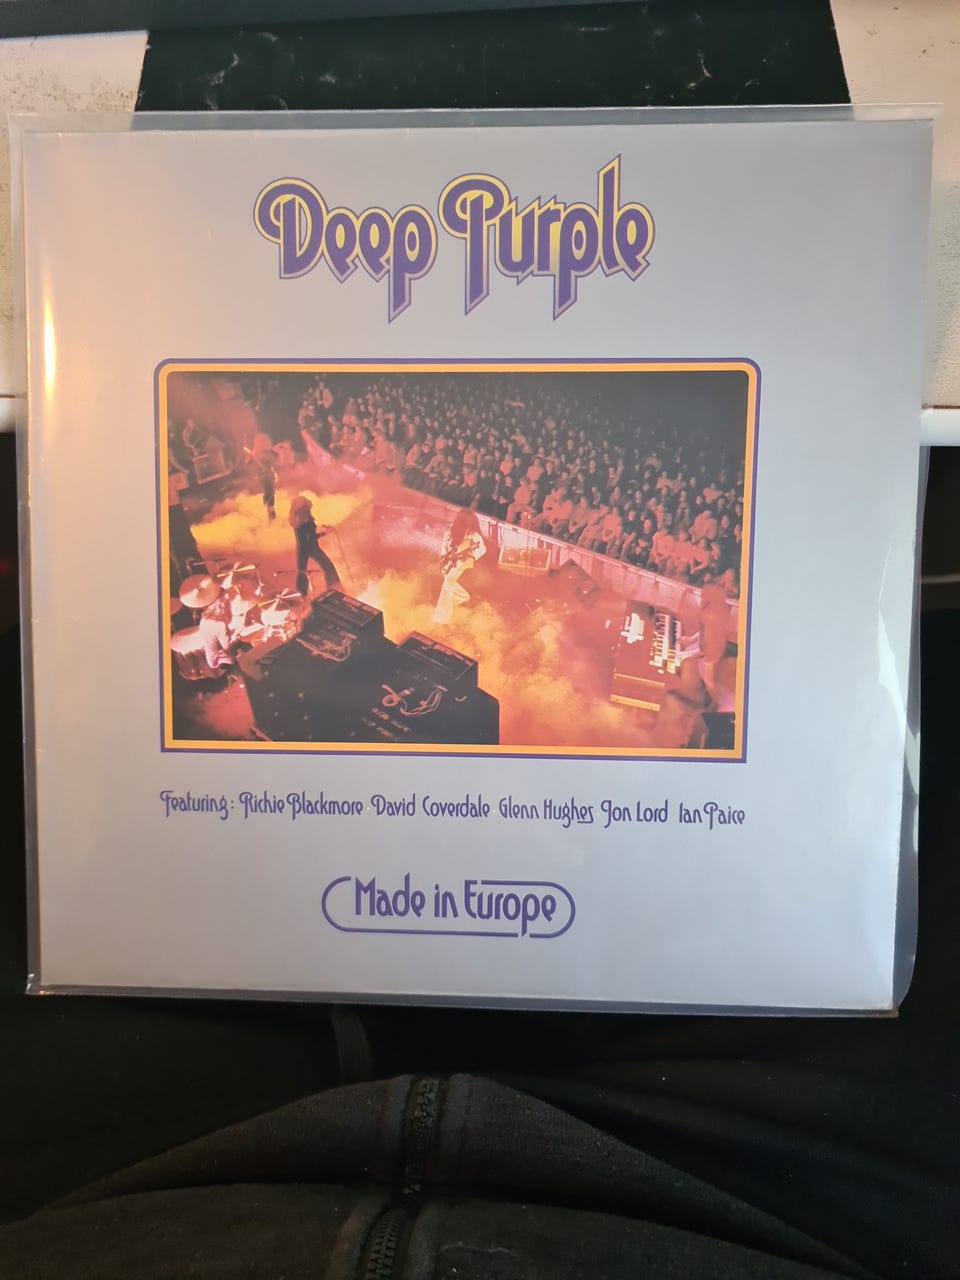 Deep Purple
Featuring: Richie Blackmore · David Coverdale · Glenn Hughes · Jon Lord · Ian Paice
Made in Europe